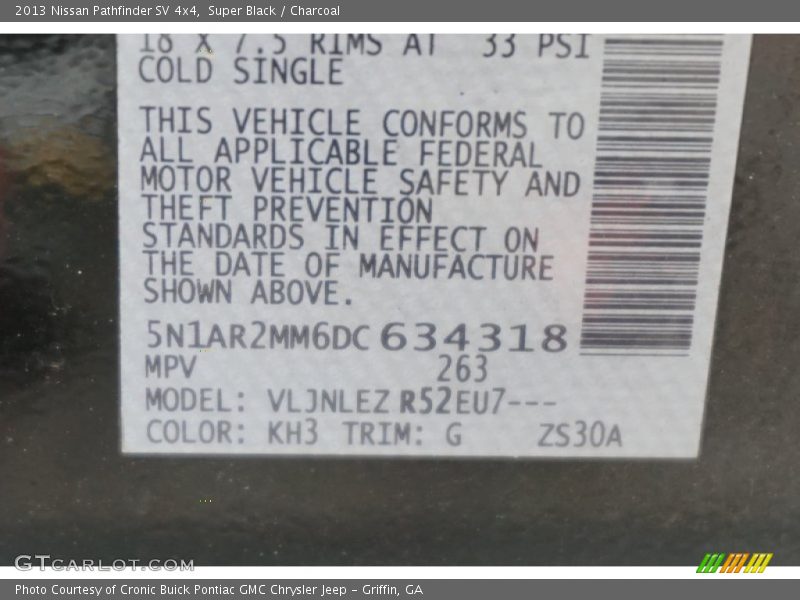 2013 Nissan Pathfinder SV 4x4, Super Black / Charcoal
18 X 7.5 RIMS AT 33 PSI
COLD SINGLE
THIS VEHICLE CONFORMS TO
ALL APPLICABLE FEDERAL
MOTOR VEHICLE SAFETY AND
THEFT PREVENTION
STANDARDS IN EFFECT ON
THE DATE OF MANUFACTURE
SHOWN ABOVE.
5N1AR2MM6DC634318
MPV 263
MODEL: VLJNLEZ R52EU7---
COLOR: KH3 TRIM: G ZS30A
GTCARLOT.COM
Photo Courtesy of Cronic Buick Pontiac GMC Chrysler Jeep - Griffin, GA